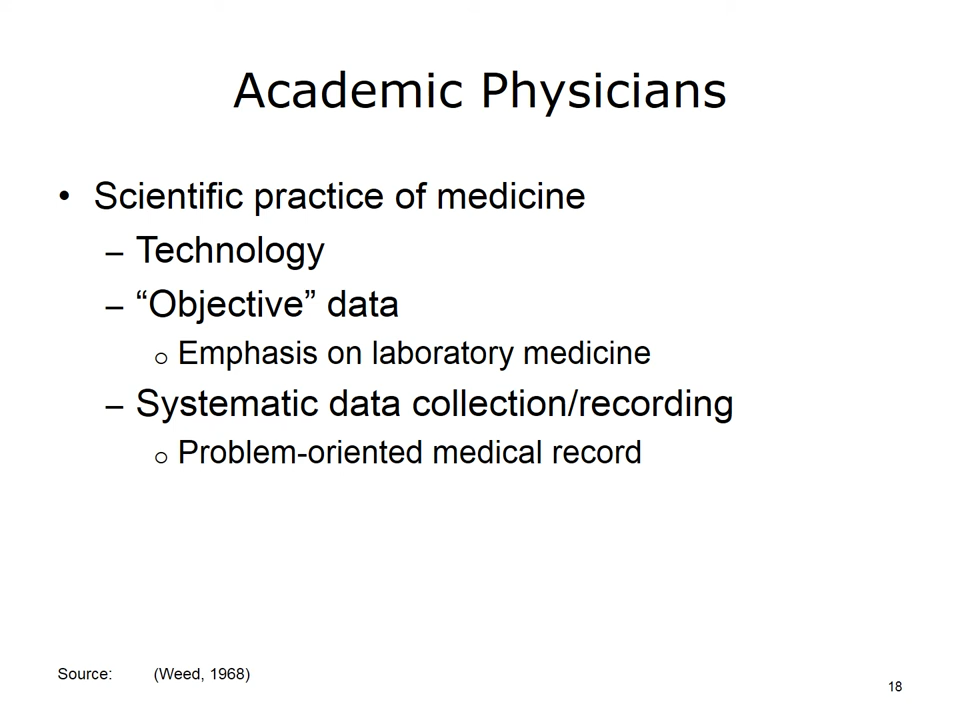 Academic Physicians
• Scientific practice of medicine
– Technology
– “Objective” data
o Emphasis on laboratory medicine
– Systematic data collection/recording
o Problem-oriented medical record
Source: (Weed, 1968)
18